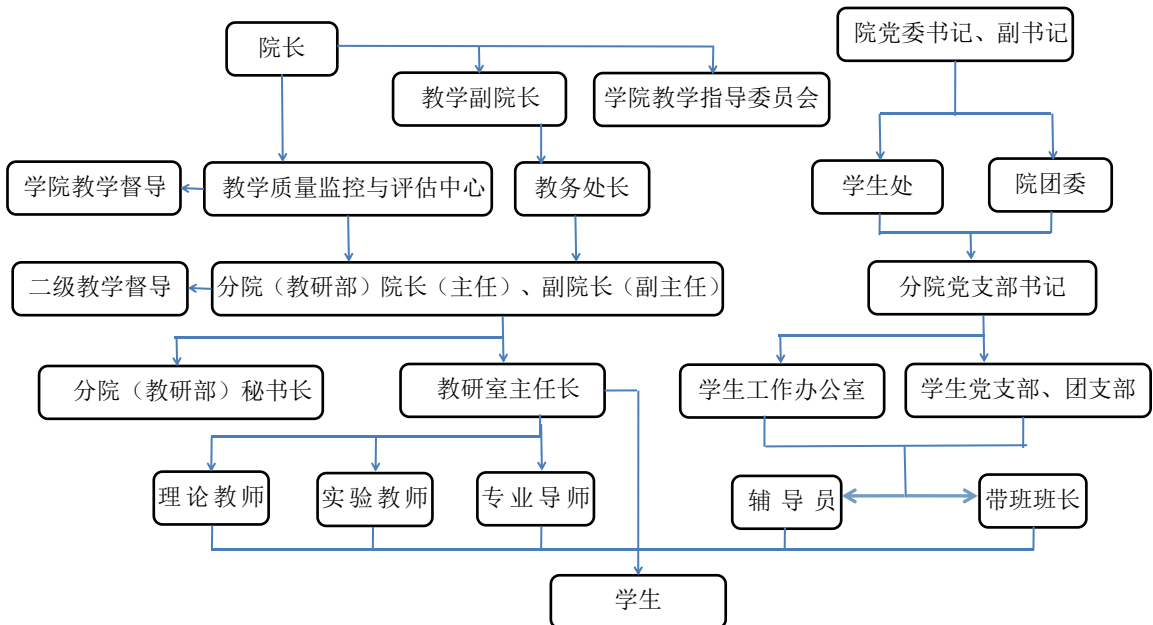 院长
院党委书记、副书记
教学副院长
学院教学指导委员会
学院教学督导
教学质量监控与评估中心
教务处长
学生处
院团委
二级教学督导
分院（教研部）院长（主任）、副院长（副主任）
分院党支部书记
分院（教研部）秘书长
教研室主任长
学生工作办公室
学生党支部、团支部
理论教师
实验教师
专业导师
辅导员
带班班长
学生